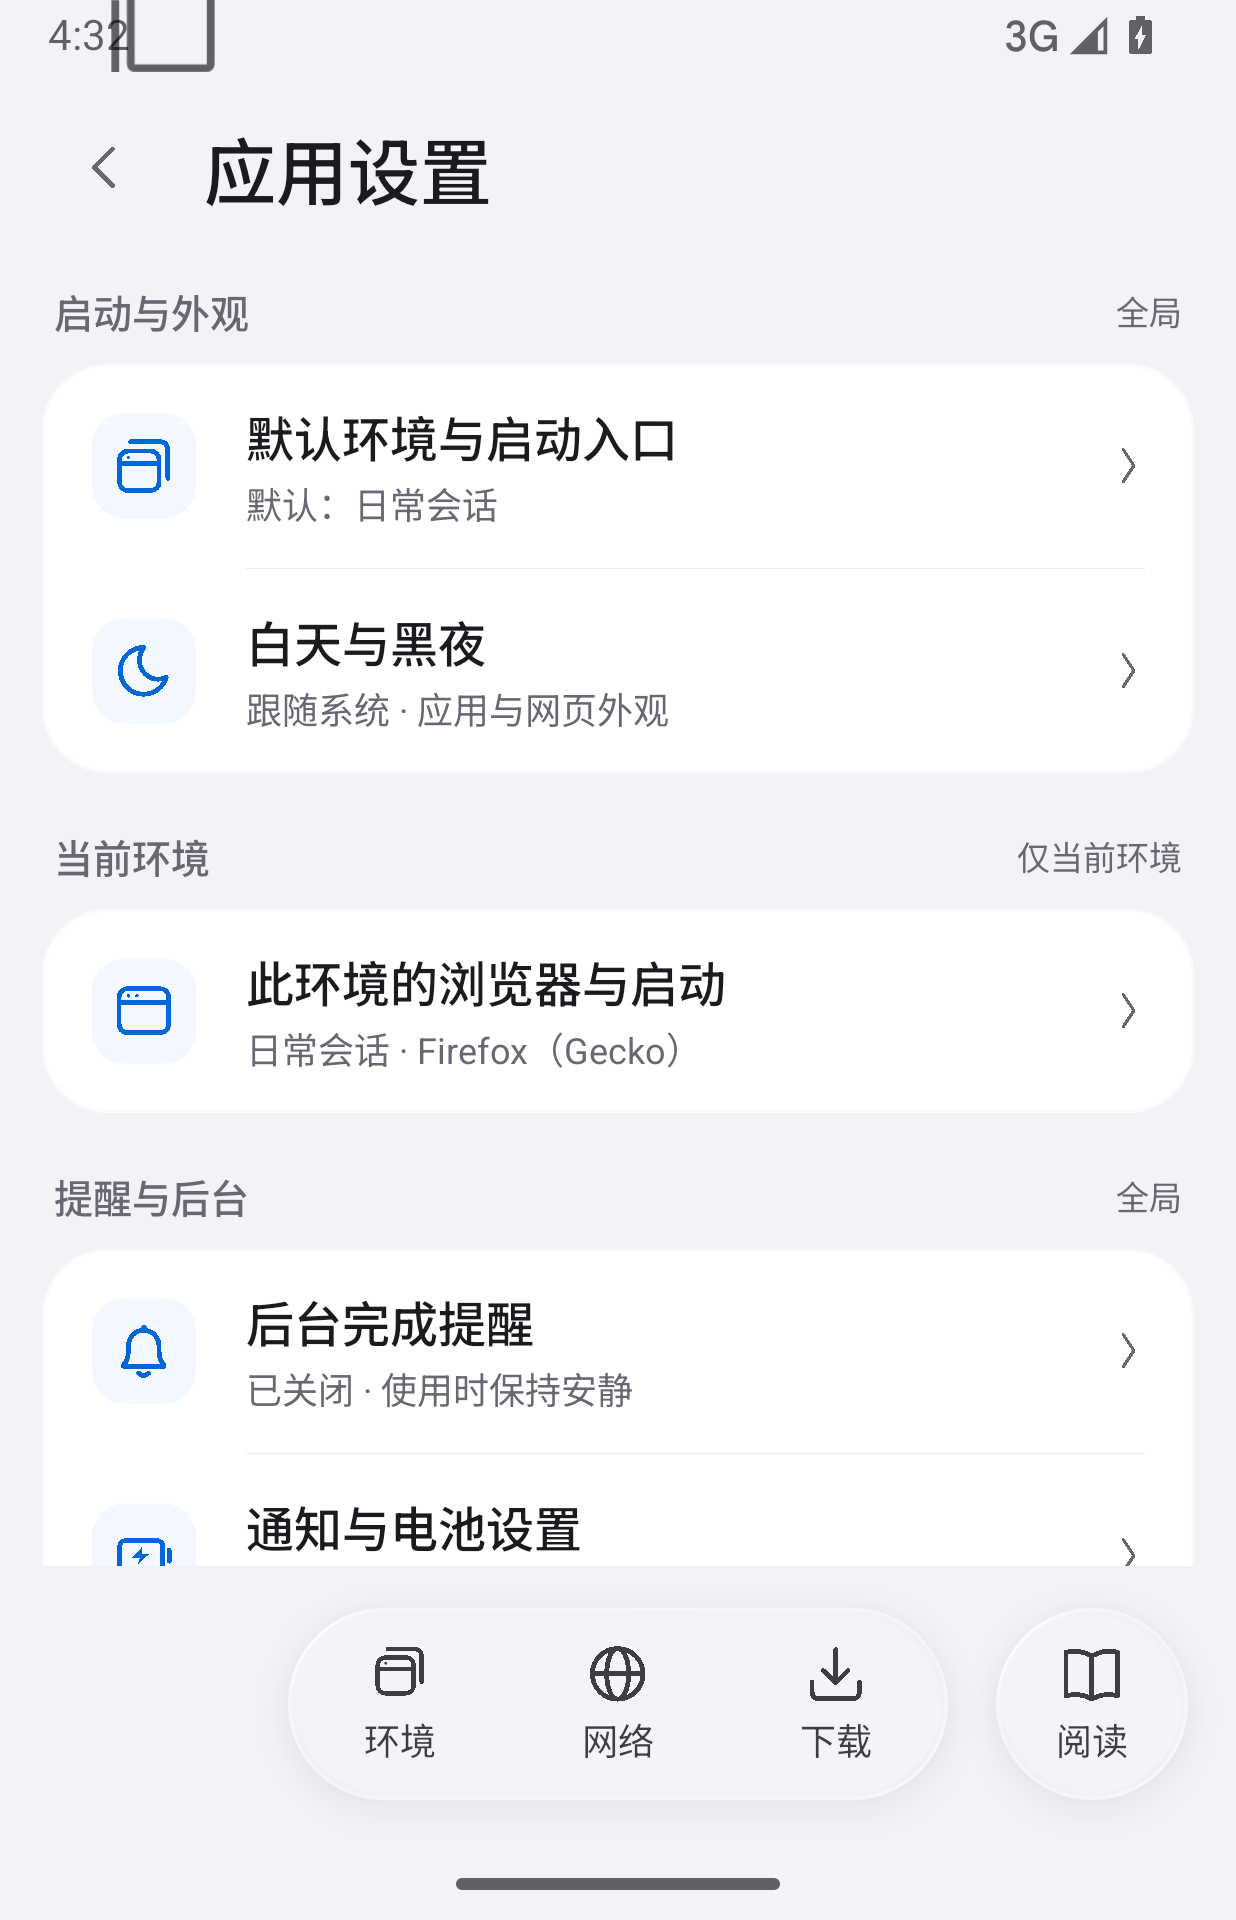 4:32
3G
应用设置
启动与外观
全局
默认环境与启动入口
默认：日常会话
白天与黑夜
跟随系统 · 应用与网页外观
当前环境
仅当前环境
此环境的浏览器与启动
日常会话 · Firefox（Gecko）
提醒与后台
全局
后台完成提醒
已关闭 · 使用时保持安静
通知与电池设置
环境
网络
下载
阅读